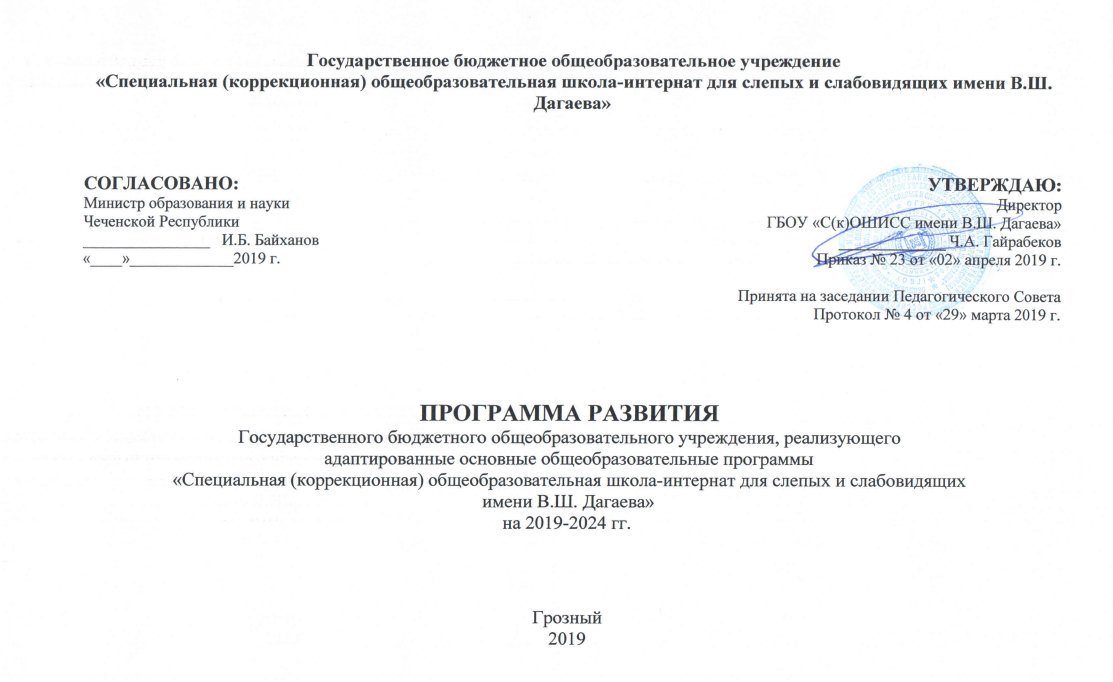 Государственное бюджетное общеобразовательное учреждение
«Специальная (коррекционная) общеобразовательная школа-интернат для слепых и слабовидящих имени В.Ш.
Дагаева»
СОГЛАСОВАНО:
Министр образования и науки
Чеченской Республики
________________ И.Б. Байханов
«____»_____________2019 г.
УТВЕРЖДАЮ:
Директор
ГБОУ «С(к)ОШИСС имени В.Ш. Дагаева»
______________ Ч.А. Гайрабеков
Приказ № 23 от «02» апреля 2019 г.
Принята на заседании Педагогического Совета
Протокол № 4 от «29» марта 2019 г.
ПРОГРАММА РАЗВИТИЯ
Государственного бюджетного общеобразовательного учреждения, реализующего
адаптированные основные общеобразовательные программы
«Специальная (коррекционная) общеобразовательная школа-интернат для слепых и слабовидящих
имени В.Ш. Дагаева»
на 2019-2024 гг.
Грозный
2019